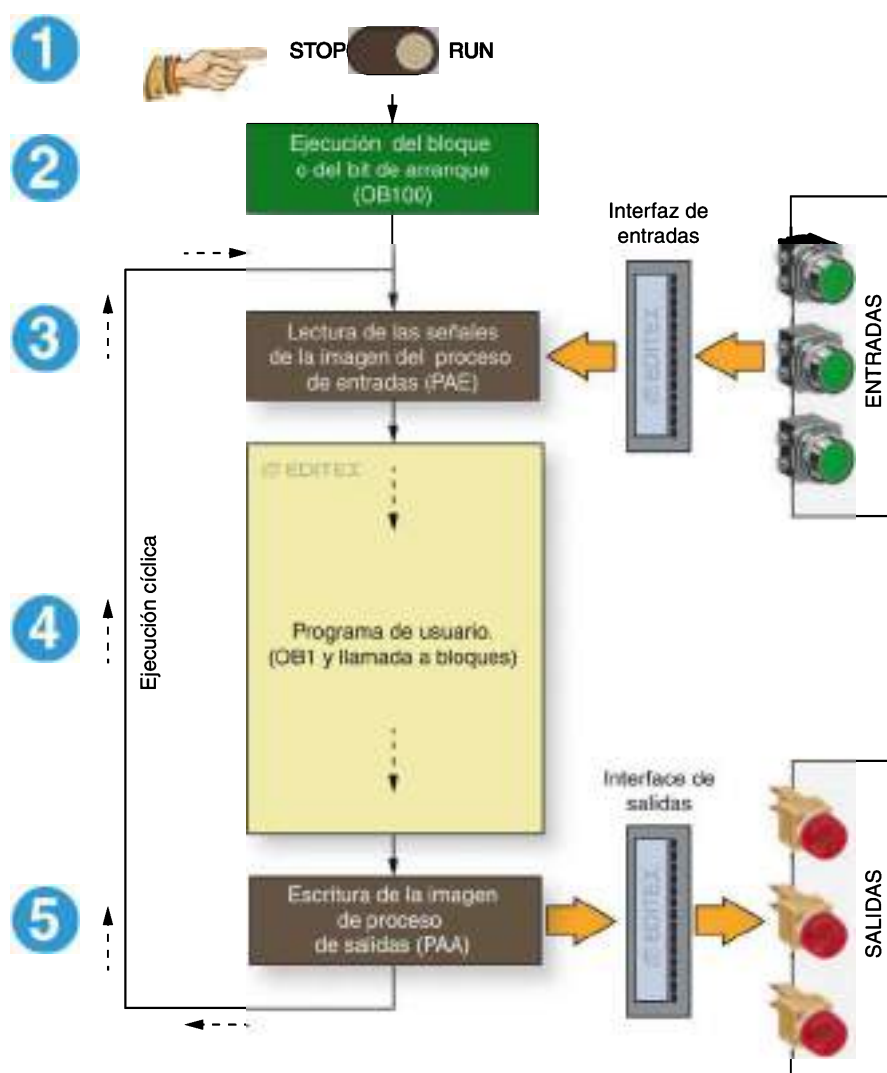 1
STOP RUN
2
Ejecución del bloque
o del bit de arranque
(OB100)
Interfaz de
entradas
ENTRADAS
3
Lectura de las señales
de la imagen del proceso
de entradas (PAE)
© EDITEX
© EDITEX
Ejecución cíclica
4
Programa de usuario.
(OB1 y llamada a bloques)
Interface de
salidas
5
Escritura de la imagen
de proceso
de salidas (PAA)
© EDITEX
SALIDAS